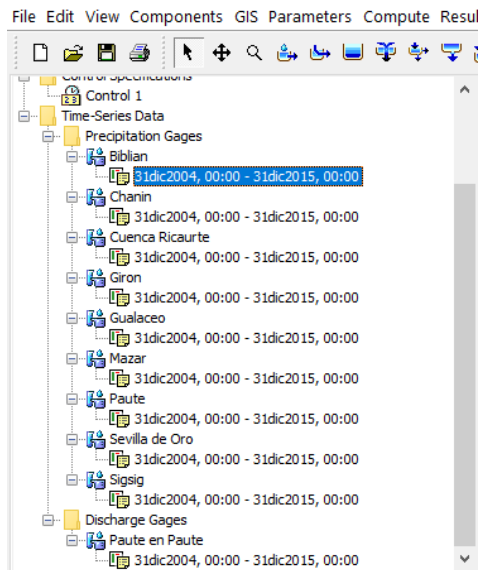 File Edit View Components GIS Parameters Compute Resul
Control Specifications
Control 1
Time-Series Data
Precipitation Gages
Biblian
31dic2004, 00:00 - 31dic2015, 00:00
Chanin
31dic2004, 00:00 - 31dic2015, 00:00
Cuenca Ricaurte
31dic2004, 00:00 - 31dic2015, 00:00
Giron
31dic2004, 00:00 - 31dic2015, 00:00
Gualaceo
31dic2004, 00:00 - 31dic2015, 00:00
Mazar
31dic2004, 00:00 - 31dic2015, 00:00
Paute
31dic2004, 00:00 - 31dic2015, 00:00
Sevilla de Oro
31dic2004, 00:00 - 31dic2015, 00:00
Sigsig
31dic2004, 00:00 - 31dic2015, 00:00
Discharge Gages
Paute en Paute
31dic2004, 00:00 - 31dic2015, 00:00